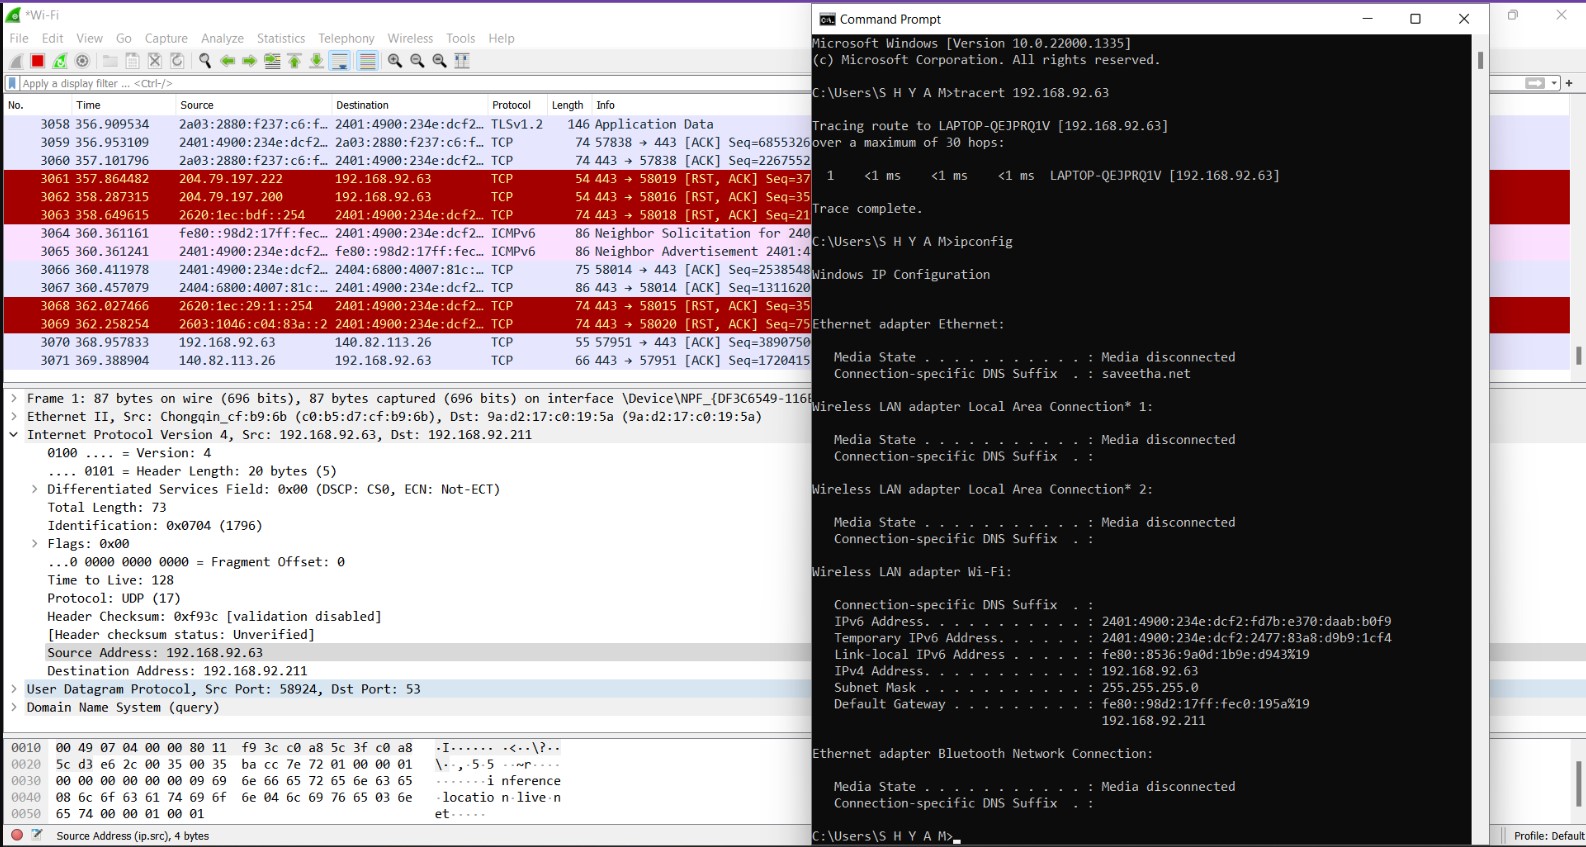 *Wi-Fi
File Edit View Go Capture Analyze Statistics Telephony Wireless Tools Help
Apply a display filter ... <Ctrl-/>
No. Time Source Destination Protocol Length Info
3058 356.909534 2a03:2880:f237:c6:f… 2401:4900:234e:dcf2… TLSv1.2 146 Application Data
3059 356.953109 2401:4900:234e:dcf2… 2a03:2880:f237:c6:f… TCP 74 57838 → 443 [ACK] Seq=6855326
3060 357.101796 2a03:2880:f237:c6:f… 2401:4900:234e:dcf2… TCP 74 443 → 57838 [ACK] Seq=2267552
3061 357.864482 204.79.197.222 192.168.92.63 TCP 54 443 → 58019 [RST, ACK] Seq=37
3062 358.287315 204.79.197.200 192.168.92.63 TCP 54 443 → 58016 [RST, ACK] Seq=35
3063 358.649615 2620:1ec:bdf::254 2401:4900:234e:dcf2… TCP 74 443 → 58018 [RST, ACK] Seq=21
3064 360.361161 fe80::98d2:17ff:fec… 2401:4900:234e:dcf2… ICMPv6 86 Neighbor Solicitation for 240
3065 360.361241 2401:4900:234e:dcf2… fe80::98d2:17ff:fec… ICMPv6 86 Neighbor Advertisement 2401:4
3066 360.411978 2401:4900:234e:dcf2… 2404:6800:4007:81c:… TCP 75 58014 → 443 [ACK] Seq=2538548
3067 360.457079 2404:6800:4007:81c:… 2401:4900:234e:dcf2… TCP 86 443 → 58014 [ACK] Seq=1311620
3068 362.027466 2620:1ec:29:1::254 2401:4900:234e:dcf2… TCP 74 443 → 58015 [RST, ACK] Seq=35
3069 362.258254 2603:1046:c04:83a::2 2401:4900:234e:dcf2… TCP 74 443 → 58020 [RST, ACK] Seq=75
3070 368.957833 192.168.92.63 140.82.113.26 TCP 55 57951 → 443 [ACK] Seq=3890750
3071 369.388904 140.82.113.26 192.168.92.63 TCP 66 443 → 57951 [ACK] Seq=1720415
Frame 1: 87 bytes on wire (696 bits), 87 bytes captured (696 bits) on interface \Device\NPF_{DF3C6549-116E
Ethernet II, Src: Chongqin_cf:b9:6b (c0:b5:d7:cf:b9:6b), Dst: 9a:d2:17:c0:19:5a (9a:d2:17:c0:19:5a)
Internet Protocol Version 4, Src: 192.168.92.63, Dst: 192.168.92.211
0100 .... = Version: 4
.... 0101 = Header Length: 20 bytes (5)
Differentiated Services Field: 0x00 (DSCP: CS0, ECN: Not-ECT)
Total Length: 73
Identification: 0x0704 (1796)
Flags: 0x00
...0 0000 0000 0000 = Fragment Offset: 0
Time to Live: 128
Protocol: UDP (17)
Header Checksum: 0xf93c [validation disabled]
[Header checksum status: Unverified]
Source Address: 192.168.92.63
Destination Address: 192.168.92.211
User Datagram Protocol, Src Port: 58924, Dst Port: 53
Domain Name System (query)
0010 00 49 07 04 00 00 80 11 f9 3c c0 a8 5c 3f c0 a8 ·I······ ·<··\?··
0020 5c d3 e6 2c 00 35 00 35 ba cc 7e 72 01 00 00 01 \··,·5·5 ··~r····
0030 00 00 00 00 00 00 09 69 6e 66 65 72 65 6e 63 65 ·······i nference
0040 08 6c 6f 63 61 74 69 6f 6e 04 6c 69 76 65 03 6e ·locatio n·live·n
0050 65 74 00 00 01 00 01 et·····
Source Address (ip.src), 4 bytes
Profile: Default
Command Prompt
Microsoft Windows [Version 10.0.22000.1335]
(c) Microsoft Corporation. All rights reserved.
C:\Users\S H Y A M>tracert 192.168.92.63
Tracing route to LAPTOP-QEJPRQ1V [192.168.92.63]
over a maximum of 30 hops:
1 <1 ms <1 ms <1 ms LAPTOP-QEJPRQ1V [192.168.92.63]
Trace complete.
C:\Users\S H Y A M>ipconfig
Windows IP Configuration
Ethernet adapter Ethernet:
Media State . . . . . . . . . . . : Media disconnected
Connection-specific DNS Suffix . : saveetha.net
Wireless LAN adapter Local Area Connection* 1:
Media State . . . . . . . . . . . : Media disconnected
Connection-specific DNS Suffix . :
Wireless LAN adapter Local Area Connection* 2:
Media State . . . . . . . . . . . : Media disconnected
Connection-specific DNS Suffix . :
Wireless LAN adapter Wi-Fi:
Connection-specific DNS Suffix . :
IPv6 Address. . . . . . . . . . . : 2401:4900:234e:dcf2:fd7b:e370:daab:b0f9
Temporary IPv6 Address. . . . . . : 2401:4900:234e:dcf2:2477:83a8:d9b9:1cf4
Link-local IPv6 Address . . . . . : fe80::8536:9a0d:1b9e:d943%19
IPv4 Address. . . . . . . . . . . : 192.168.92.63
Subnet Mask . . . . . . . . . . . : 255.255.255.0
Default Gateway . . . . . . . . . : fe80::98d2:17ff:fec0:195a%19
192.168.92.211
Ethernet adapter Bluetooth Network Connection:
Media State . . . . . . . . . . . : Media disconnected
Connection-specific DNS Suffix . :
C:\Users\S H Y A M>